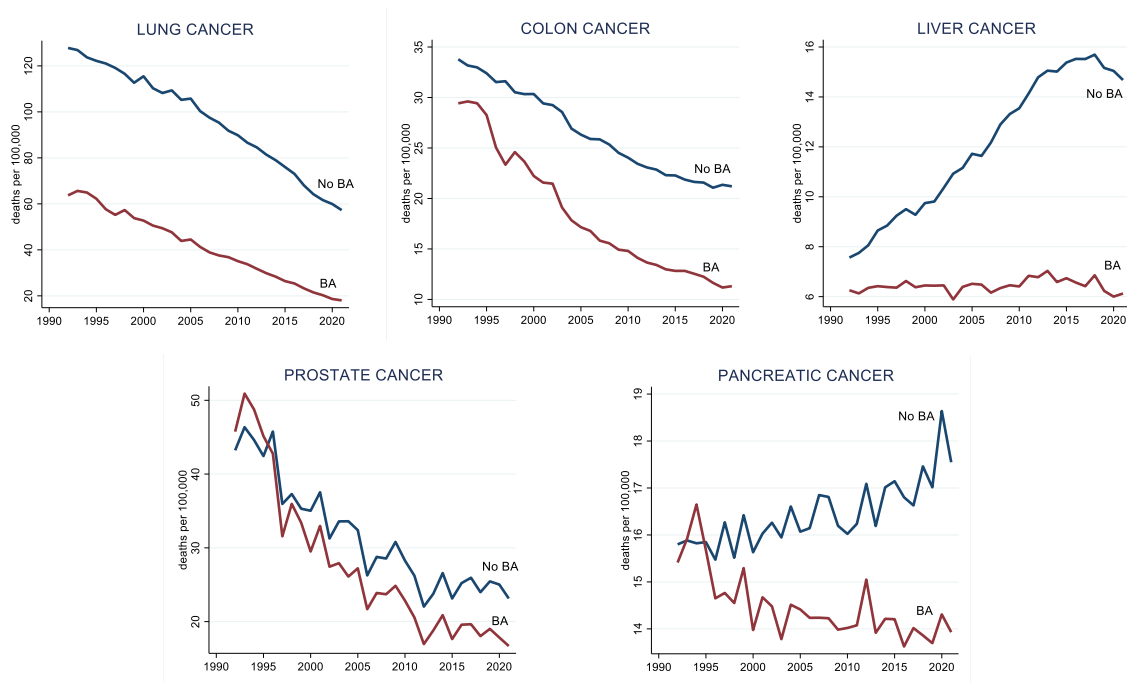 LUNG CANCER
deaths per 100,000
20 40 60 80 100 120
1990 1995 2000 2005 2010 2015 2020
No BA
BA
COLON CANCER
deaths per 100,000
10 15 20 25 30 35
1990 1995 2000 2005 2010 2015 2020
No BA
BA
LIVER CANCER
deaths per 100,000
6 8 10 12 14 16
1990 1995 2000 2005 2010 2015 2020
No BA
BA
PROSTATE CANCER
deaths per 100,000
20 30 40 50
1990 1995 2000 2005 2010 2015 2020
No BA
BA
PANCREATIC CANCER
deaths per 100,000
14 15 16 17 18 19
1990 1995 2000 2005 2010 2015 2020
No BA
BA